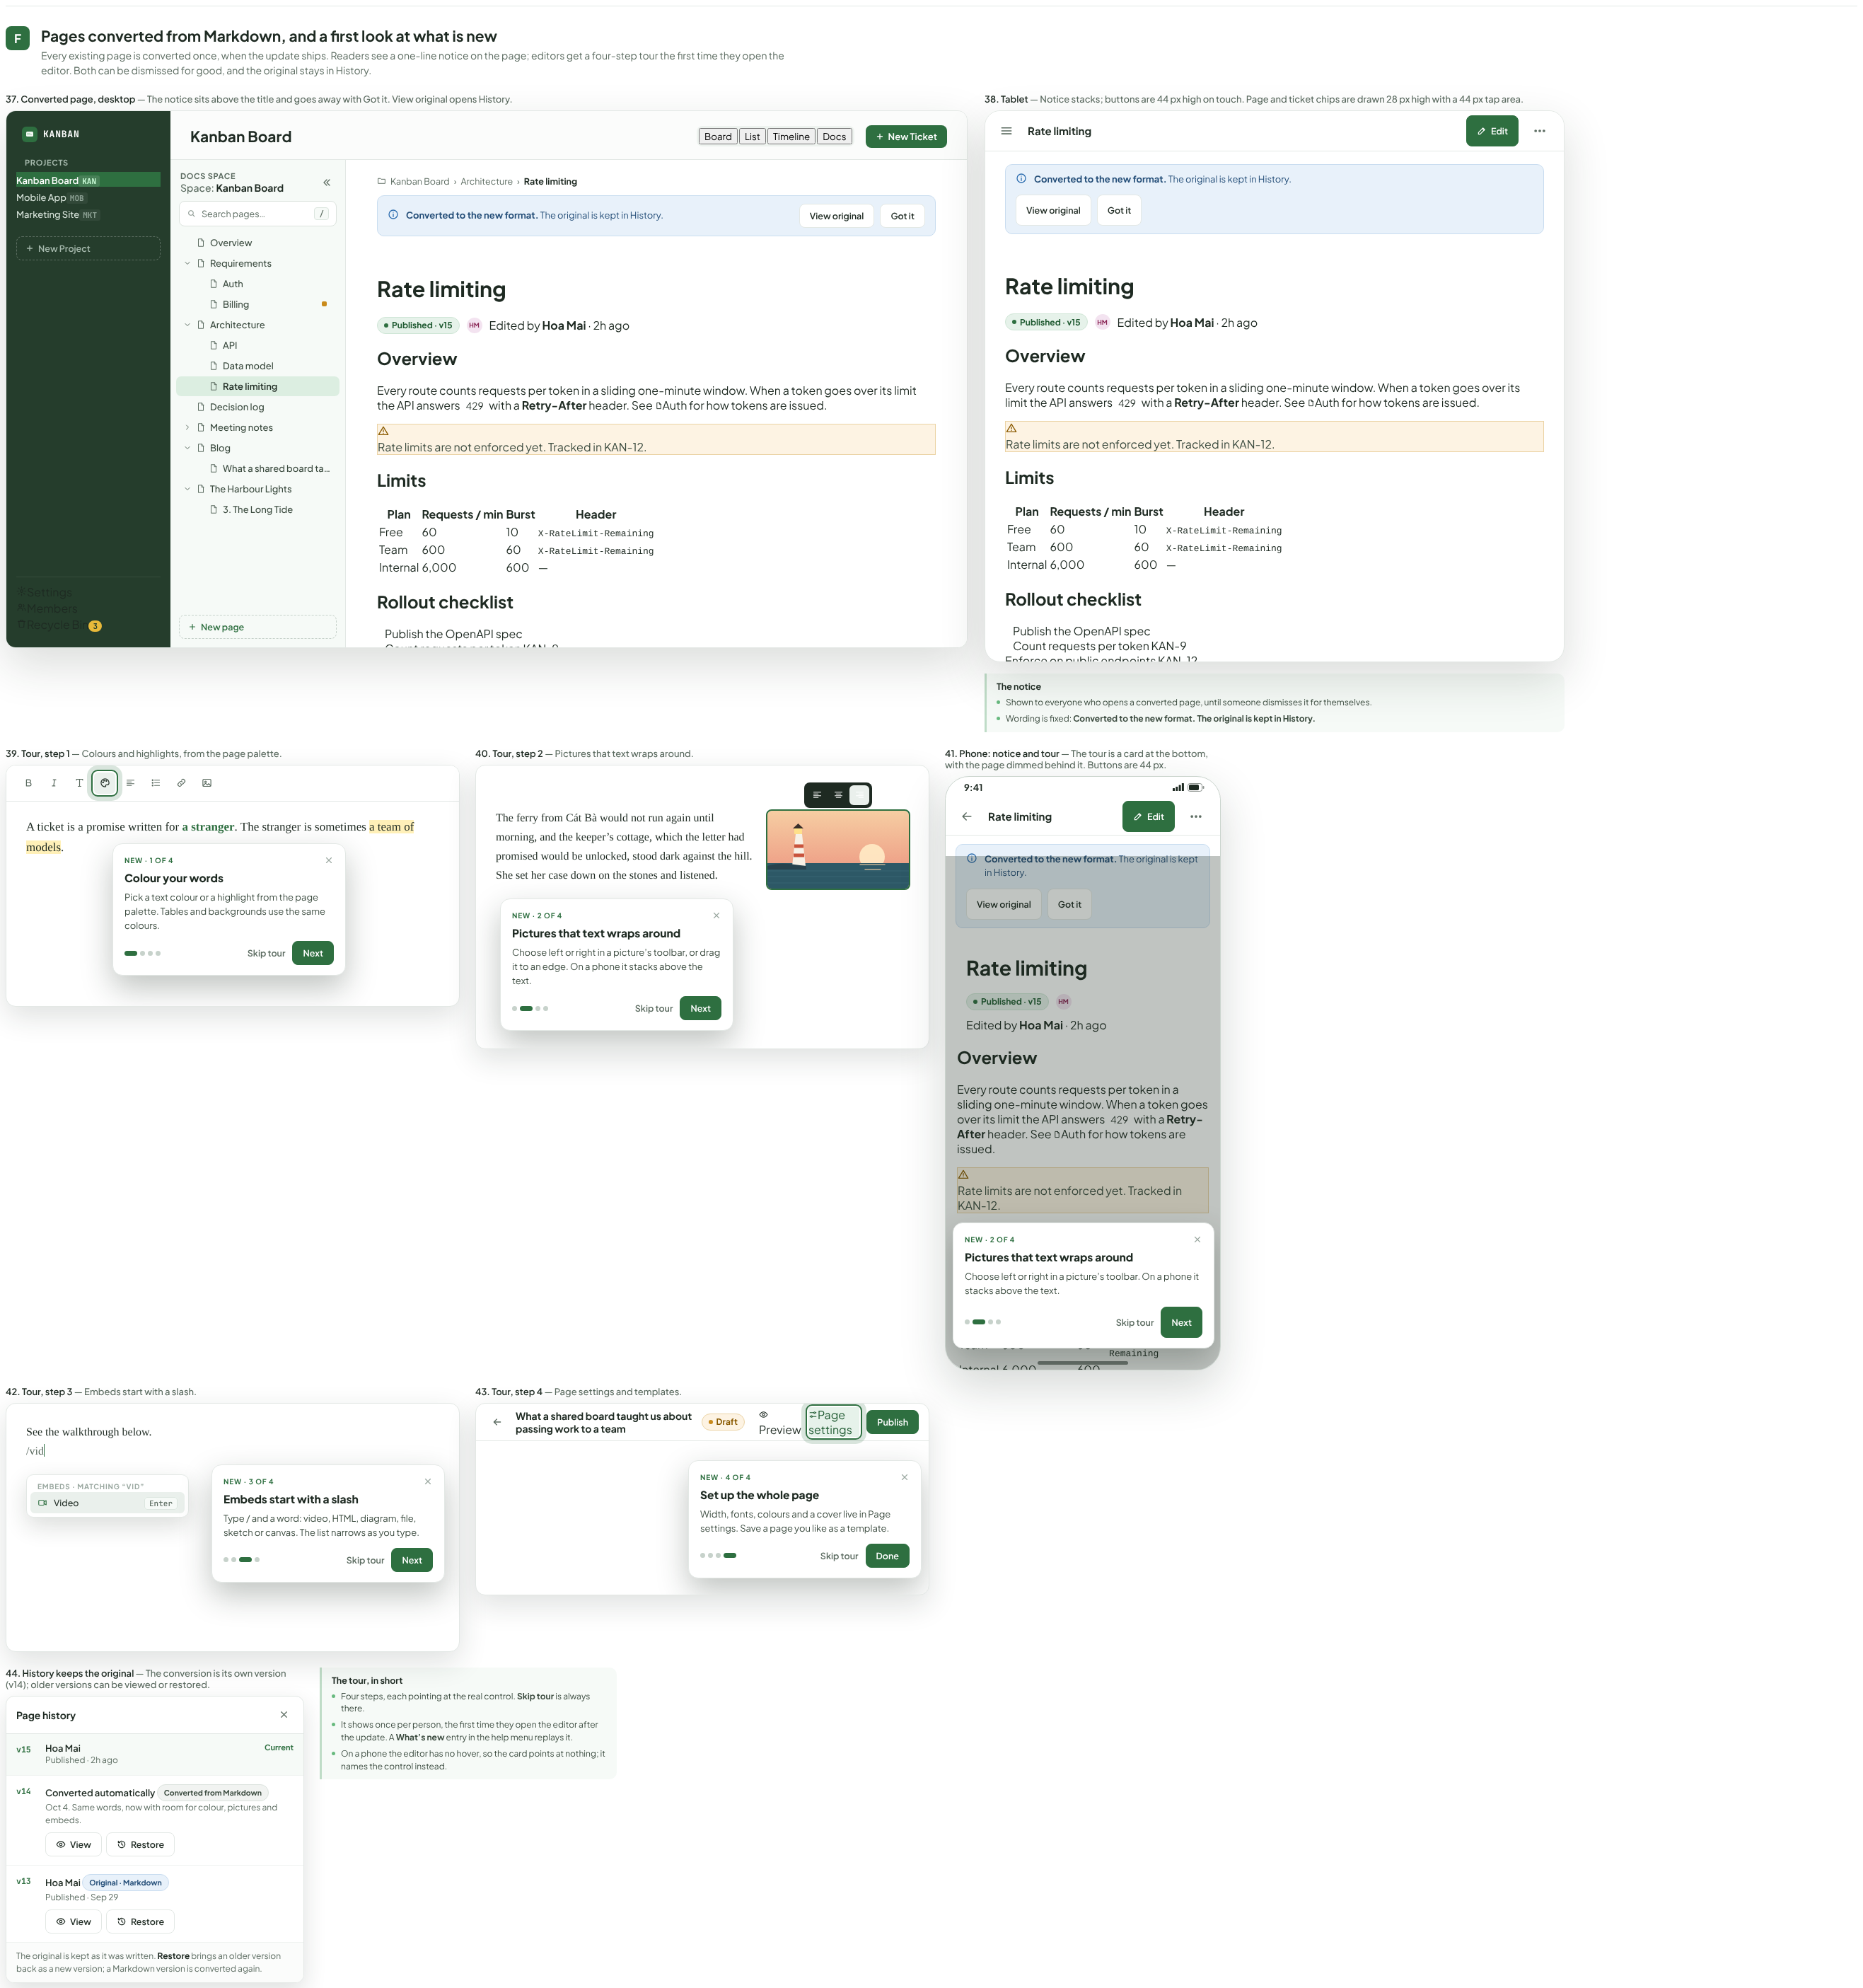 F
Pages converted from Markdown, and a first look at what is new
Every existing page is converted once, when the update ships. Readers see a one-line notice on the page; editors get a four-step tour the first time they open the
editor. Both can be dismissed for good, and the original stays in History.
37. Converted page, desktop — The notice sits above the title and goes away with Got it. View original opens History.
KANBAN
PROJECTS
Kanban Board KAN
Mobile App MOB
Marketing Site MKT
+ New Project
Settings
Members
Recycle Bin 3
Kanban Board
Board List Timeline Docs
+ New Ticket
DOCS SPACE
Space: Kanban Board
Search pages... /
Overview
Requirements
Auth
Billing
Architecture
API
Data model
Rate limiting
Decision log
Meeting notes
Blog
What a shared board ta...
The Harbour Lights
3. The Long Tide
+ New page
Kanban Board › Architecture › Rate limiting
Converted to the new format. The original is kept in History.
View original Got it
Rate limiting
Published · v15 HM Edited by Hoa Mai · 2h ago
Overview
Every route counts requests per token in a sliding one-minute window. When a token goes over its limit
the API answers 429 with a Retry-After header. See Auth for how tokens are issued.
Rate limits are not enforced yet. Tracked in KAN-12.
Limits
Plan Requests / min Burst Header
Free 60 10 X-RateLimit-Remaining
Team 600 60 X-RateLimit-Remaining
Internal 6,000 600 —
Rollout checklist
Publish the OpenAPI spec
Count requests per token KAN-9
38. Tablet — Notice stacks; buttons are 44 px high on touch. Page and ticket chips are drawn 28 px high with a 44 px tap area.
Rate limiting
Edit
Converted to the new format. The original is kept in History.
View original Got it
Rate limiting
Published · v15 HM Edited by Hoa Mai · 2h ago
Overview
Every route counts requests per token in a sliding one-minute window. When a token goes over its
limit the API answers 429 with a Retry-After header. See Auth for how tokens are issued.
Rate limits are not enforced yet. Tracked in KAN-12.
Limits
Plan Requests / min Burst Header
Free 60 10 X-RateLimit-Remaining
Team 600 60 X-RateLimit-Remaining
Internal 6,000 600 —
Rollout checklist
Publish the OpenAPI spec
Count requests per token KAN-9
Enforce on public endpoints KAN-12
The notice
Shown to everyone who opens a converted page, until someone dismisses it for themselves.
Wording is fixed: Converted to the new format. The original is kept in History.
39. Tour, step 1 — Colours and highlights, from the page palette.
B I T
A ticket is a promise written for a stranger. The stranger is sometimes a team of
models.
NEW · 1 OF 4
Colour your words
Pick a text colour or a highlight from the page
palette. Tables and backgrounds use the same
colours.
Skip tour Next
40. Tour, step 2 — Pictures that text wraps around.
The ferry from Cát Bà would not run again until
morning, and the keeper's cottage, which the letter had
promised would be unlocked, stood dark against the hill.
She set her case down on the stones and listened.
NEW · 2 OF 4
Pictures that text wraps around
Choose left or right in a picture's toolbar, or drag
it to an edge. On a phone it stacks above the
text.
Skip tour Next
41. Phone: notice and tour — The tour is a card at the bottom,
with the page dimmed behind it. Buttons are 44 px.
9:41
Rate limiting
Edit
Converted to the new format. The original is kept
in History.
View original Got it
Rate limiting
Published · v15 HM
Edited by Hoa Mai · 2h ago
Overview
Every route counts requests per token in a
sliding one-minute window. When a token goes
over its limit the API answers 429 with a Retry-
After header. See Auth for how tokens are
issued.
Rate limits are not enforced yet. Tracked in
KAN-12.
NEW · 2 OF 4
Pictures that text wraps around
Choose left or right in a picture's toolbar. On a phone it
stacks above the text.
Skip tour Next
Remaining
Internal 6,000 600
42. Tour, step 3 — Embeds start with a slash.
See the walkthrough below.
/vid
EMBEDS · MATCHING "VID"
Video Enter
NEW · 3 OF 4
Embeds start with a slash
Type / and a word: video, HTML, diagram, file,
sketch or canvas. The list narrows as you type.
Skip tour Next
43. Tour, step 4 — Page settings and templates.
What a shared board taught us about
passing work to a team
Draft
Preview
Page
settings
Publish
NEW · 4 OF 4
Set up the whole page
Width, fonts, colours and a cover live in Page
settings. Save a page you like as a template.
Skip tour Done
44. History keeps the original — The conversion is its own version
(v14); older versions can be viewed or restored.
Page history
v15 Hoa Mai Current
Published · 2h ago
v14 Converted automatically Converted from Markdown
Oct 4. Same words, now with room for colour, pictures and
embeds.
View Restore
v13 Hoa Mai Original · Markdown
Published · Sep 29
View Restore
The original is kept as it was written. Restore brings an older version
back as a new version; a Markdown version is converted again.
The tour, in short
Four steps, each pointing at the real control. Skip tour is always
there.
It shows once per person, the first time they open the editor after
the update. A What's new entry in the help menu replays it.
On a phone the editor has no hover, so the card points at nothing; it
names the control instead.